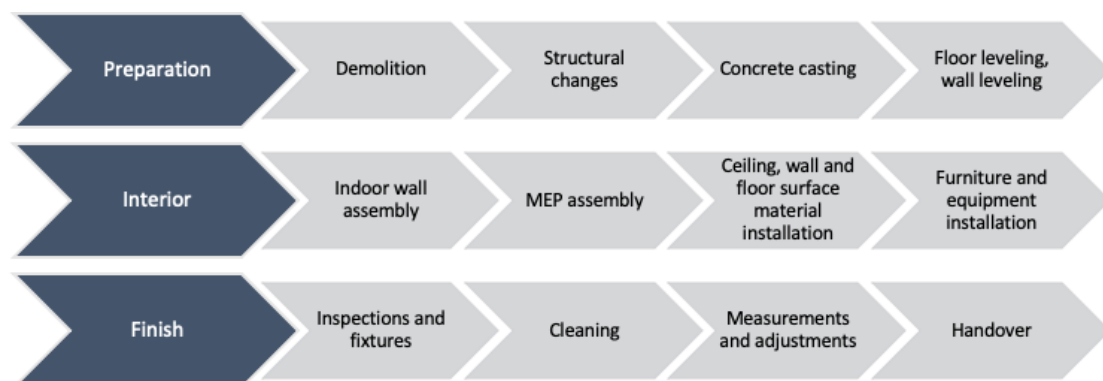 Preparation
Demolition
Structural
changes
Concrete casting
Floor leveling,
wall leveling
Interior
Indoor wall
assembly
MEP assembly
Ceiling, wall and
floor surface
material
installation
Furniture and
equipment
installation
Finish
Inspections and
fixtures
Cleaning
Measurements
and adjustments
Handover